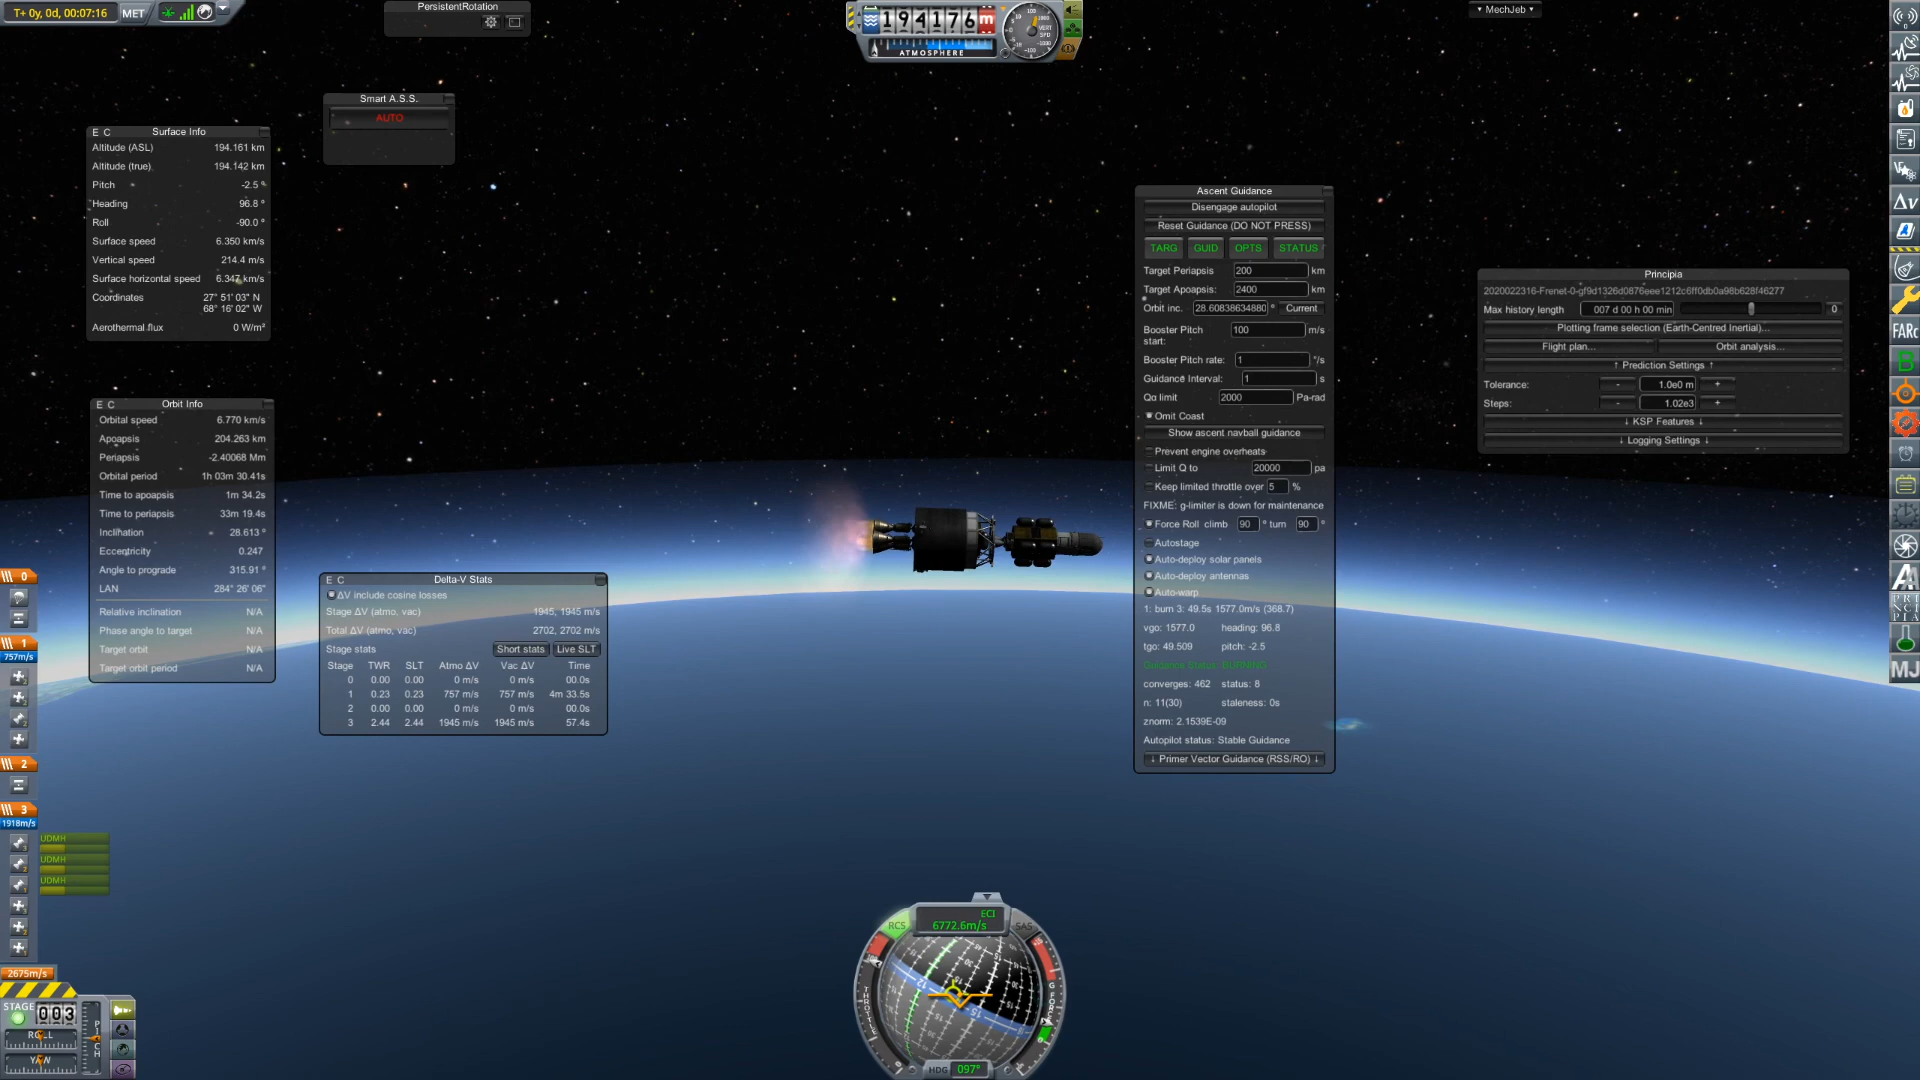 T+ 0y, 0d, 00:07:16 MET
PersistentRotation
194176 m
ATMOSPHERE
VERT SPD
▾ MechJeb ▾
Smart A.S.S.
AUTO
E C Surface Info
Altitude (ASL) 194.161 km
Altitude (true) 194.142 km
Pitch -2.5 º
Heading 96.8 º
Roll -90.0 º
Surface speed 6.350 km/s
Vertical speed 214.4 m/s
Surface horizontal speed 6.347 km/s
Coordinates 27° 51' 03" N
68° 16' 02" W
Aerothermal flux 0 W/m²
E C Orbit Info
Orbital speed 6.770 km/s
Apoapsis 204.263 km
Periapsis -2.40068 Mm
Orbital period 1h 03m 30.41s
Time to apoapsis 1m 34.2s
Time to periapsis 33m 19.4s
Inclination 28.613 º
Eccentricity 0.247
Angle to prograde 315.91 º
LAN 284° 26' 06"
Relative inclination N/A
Phase angle to target N/A
Target orbit N/A
Target orbit period N/A
E C Delta-V Stats
ΔV include cosine losses
Stage ΔV (atmo, vac) 1945, 1945 m/s
Total ΔV (atmo, vac) 2702, 2702 m/s
Stage stats Short stats Live SLT
Stage TWR SLT Atmo ΔV Vac ΔV Time
0 0.00 0.00 0 m/s 0 m/s 00.0s
1 0.23 0.23 757 m/s 757 m/s 4m 33.5s
2 0.00 0.00 0 m/s 0 m/s 00.0s
3 2.44 2.44 1945 m/s 1945 m/s 57.4s
Ascent Guidance
Disengage autopilot
Reset Guidance (DO NOT PRESS)
TARG GUID OPTS STATUS
Target Periapsis 200 km
Target Apoapsis: 2400 km
Orbit inc. 28.60838634880 º Current
Booster Pitch start: 100 m/s
Booster Pitch rate: 1 °/s
Guidance Interval: 1 s
Qα limit 2000 Pa-rad
Omit Coast
Show ascent navball guidance
Prevent engine overheats
Limit Q to 20000 pa
Keep limited throttle over 5 %
FIXME: g-limiter is down for maintenance
Force Roll climb 90 º turn 90 º
Autostage
Auto-deploy solar panels
Auto-deploy antennas
Auto-warp
1: burn 3: 49.5s 1577.0m/s (368.7)
vgo: 1577.0 heading: 96.8
tgo: 49.509 pitch: -2.5
Guidance Status: BURNING
converges: 462 status: 8
n: 11(30) staleness: 0s
znorm: 2.1539E-09
Autopilot status: Stable Guidance
↓ Primer Vector Guidance (RSS/RO) ↓
Principia
2020022316-Frenet-0-gf9d1326d0876eee1212c6ff0db0a98b628f46277
Max history length 007 d 00 h 00 min 0
Plotting frame selection (Earth-Centred Inertial)...
Flight plan... Orbit analysis...
↑ Prediction Settings ↑
Tolerance: - 1.0e0 m +
Steps: - 1.02e3 +
↓ KSP Features ↓
↓ Logging Settings ↓
Δv
FARc
B
PRINCIPIA
MJ
0
1
757m/s
2
3
1918m/s
UDMH
UDMH
UDMH
2675m/s
STAGE 003
ROLL
YAW
PITCH
RCS ECI SAS
6772.6m/s
THROTTLE
G FORCE
HDG 097°